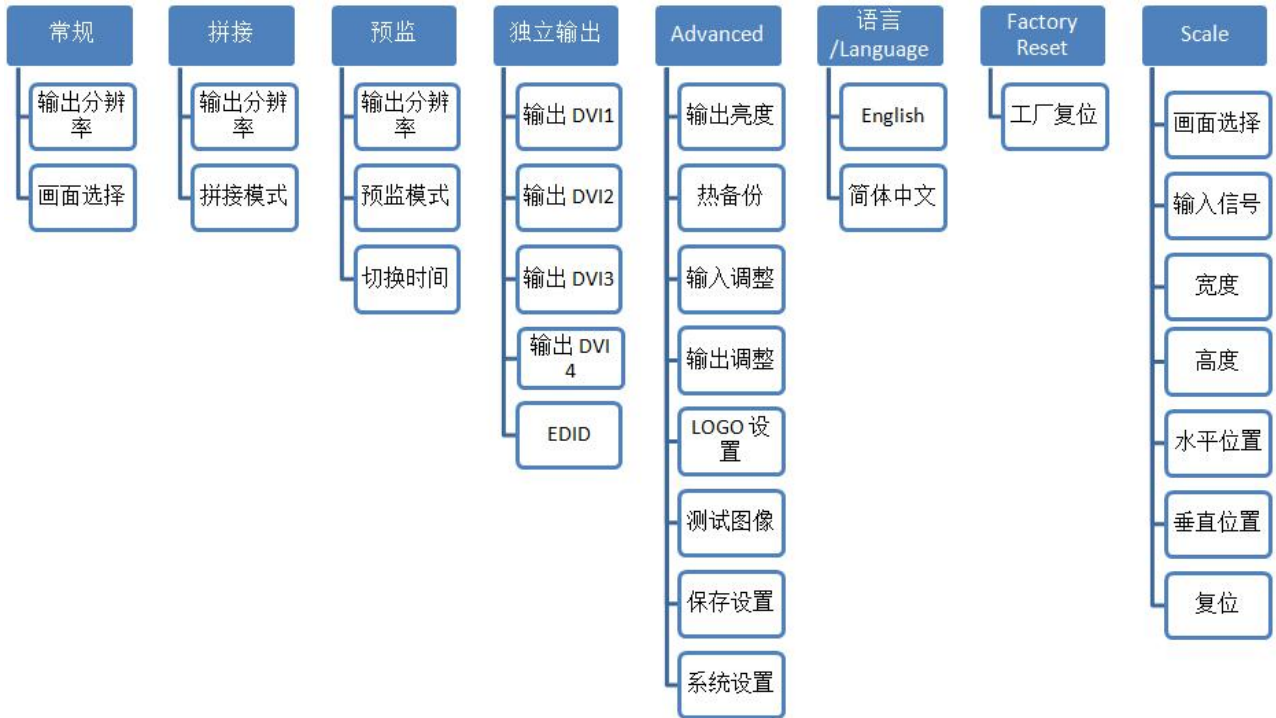 常规
输出分辨
率
画面选择
拼接
输出分辨
率
拼接模式
预监
输出分辨
率
预监模式
切换时间
独立输出
输出 DVI1
输出 DVI2
输出 DVI3
输出 DVI
4
EDID
Advanced
输出亮度
热备份
输入调整
输出调整
LOGO 设
置
测试图像
保存设置
系统设置
语言
/Language
English
简体中文
Factory
Reset
工厂复位
Scale
画面选择
输入信号
宽度
高度
水平位置
垂直位置
复位